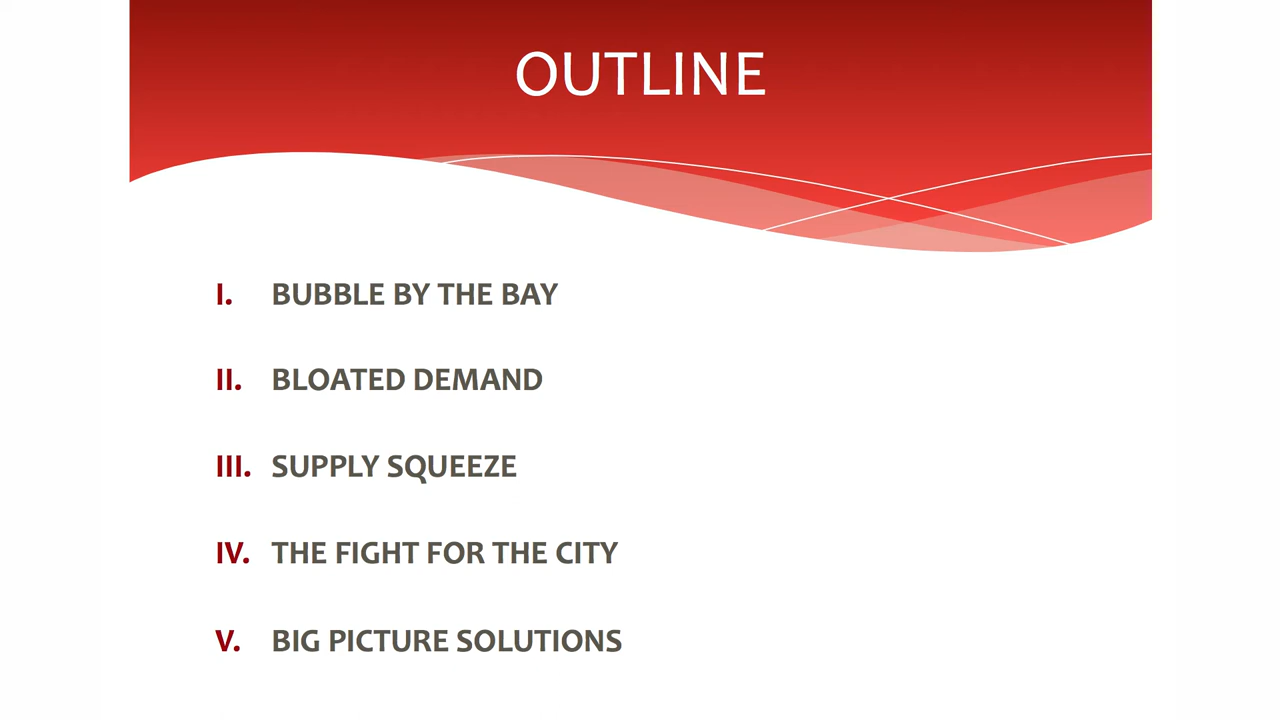 OUTLINE
I. BUBBLE BY THE BAY
II. BLOATED DEMAND
III. SUPPLY SQUEEZE
IV. THE FIGHT FOR THE CITY
V. BIG PICTURE SOLUTIONS